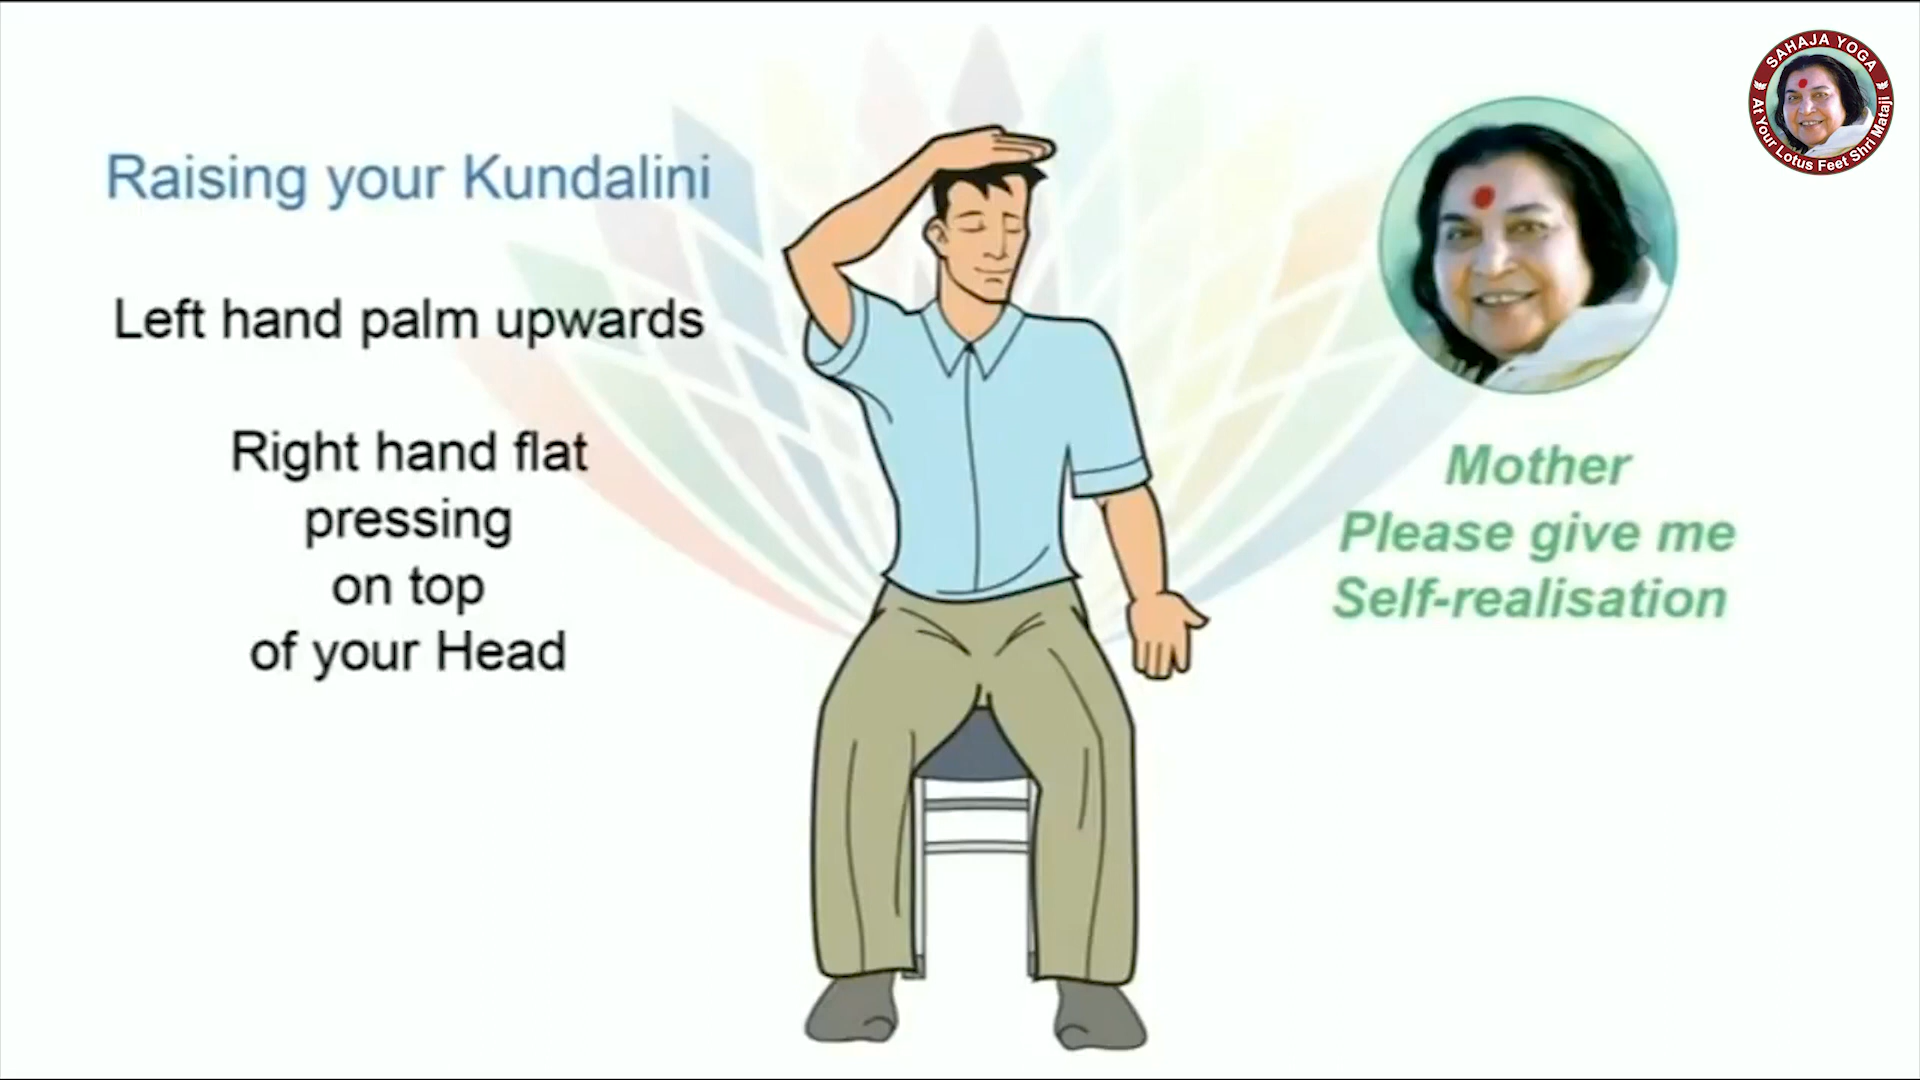 Raising your Kundalini
Left hand palm upwards
Right hand flat
pressing
on top
of your Head
Mother
Please give me
Self-realisation
SAHAJA YOGA
At Your Lotus Feet Shri Mataji